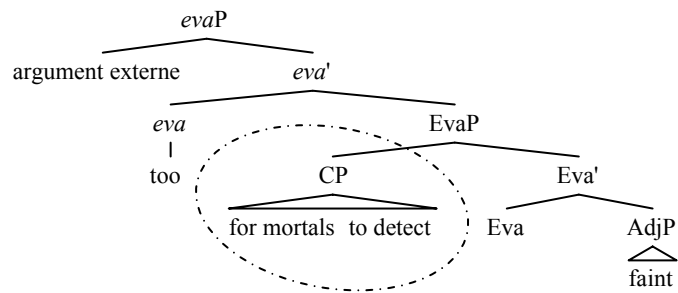 evaP
argument externe eva'
eva EvaP
too CP Eva'
for mortals to detect Eva AdjP
faint